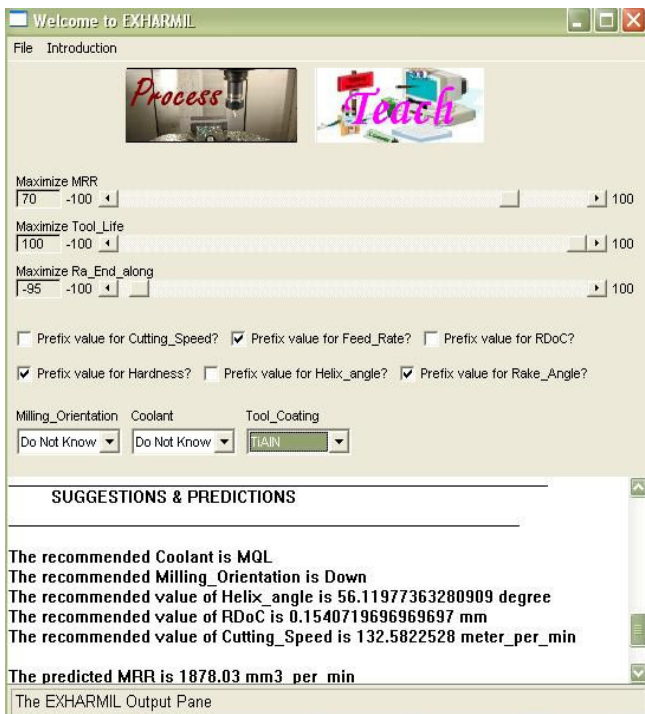 Welcome to EXHARMIL
File Introduction
Process
Teach
Maximize MRR
70 -100 100
Maximize Tool_Life
100 -100 100
Maximize Ra_End_along
-95 -100 100
Prefix value for Cutting_Speed? Prefix value for Feed_Rate? Prefix value for RDoC?
Prefix value for Hardness? Prefix value for Helix_angle? Prefix value for Rake_Angle?
Milling_Orientation Coolant Tool_Coating
Do Not Know Do Not Know TiAlN
SUGGESTIONS & PREDICTIONS
The recommended Coolant is MQL
The recommended Milling_Orientation is Down
The recommended value of Helix_angle is 56.11977363280909 degree
The recommended value of RDoC is 0.1540719696969697 mm
The recommended value of Cutting_Speed is 132.5822528 meter_per_min
The predicted MRR is 1878.03 mm3_per_min
The EXHARMIL Output Pane